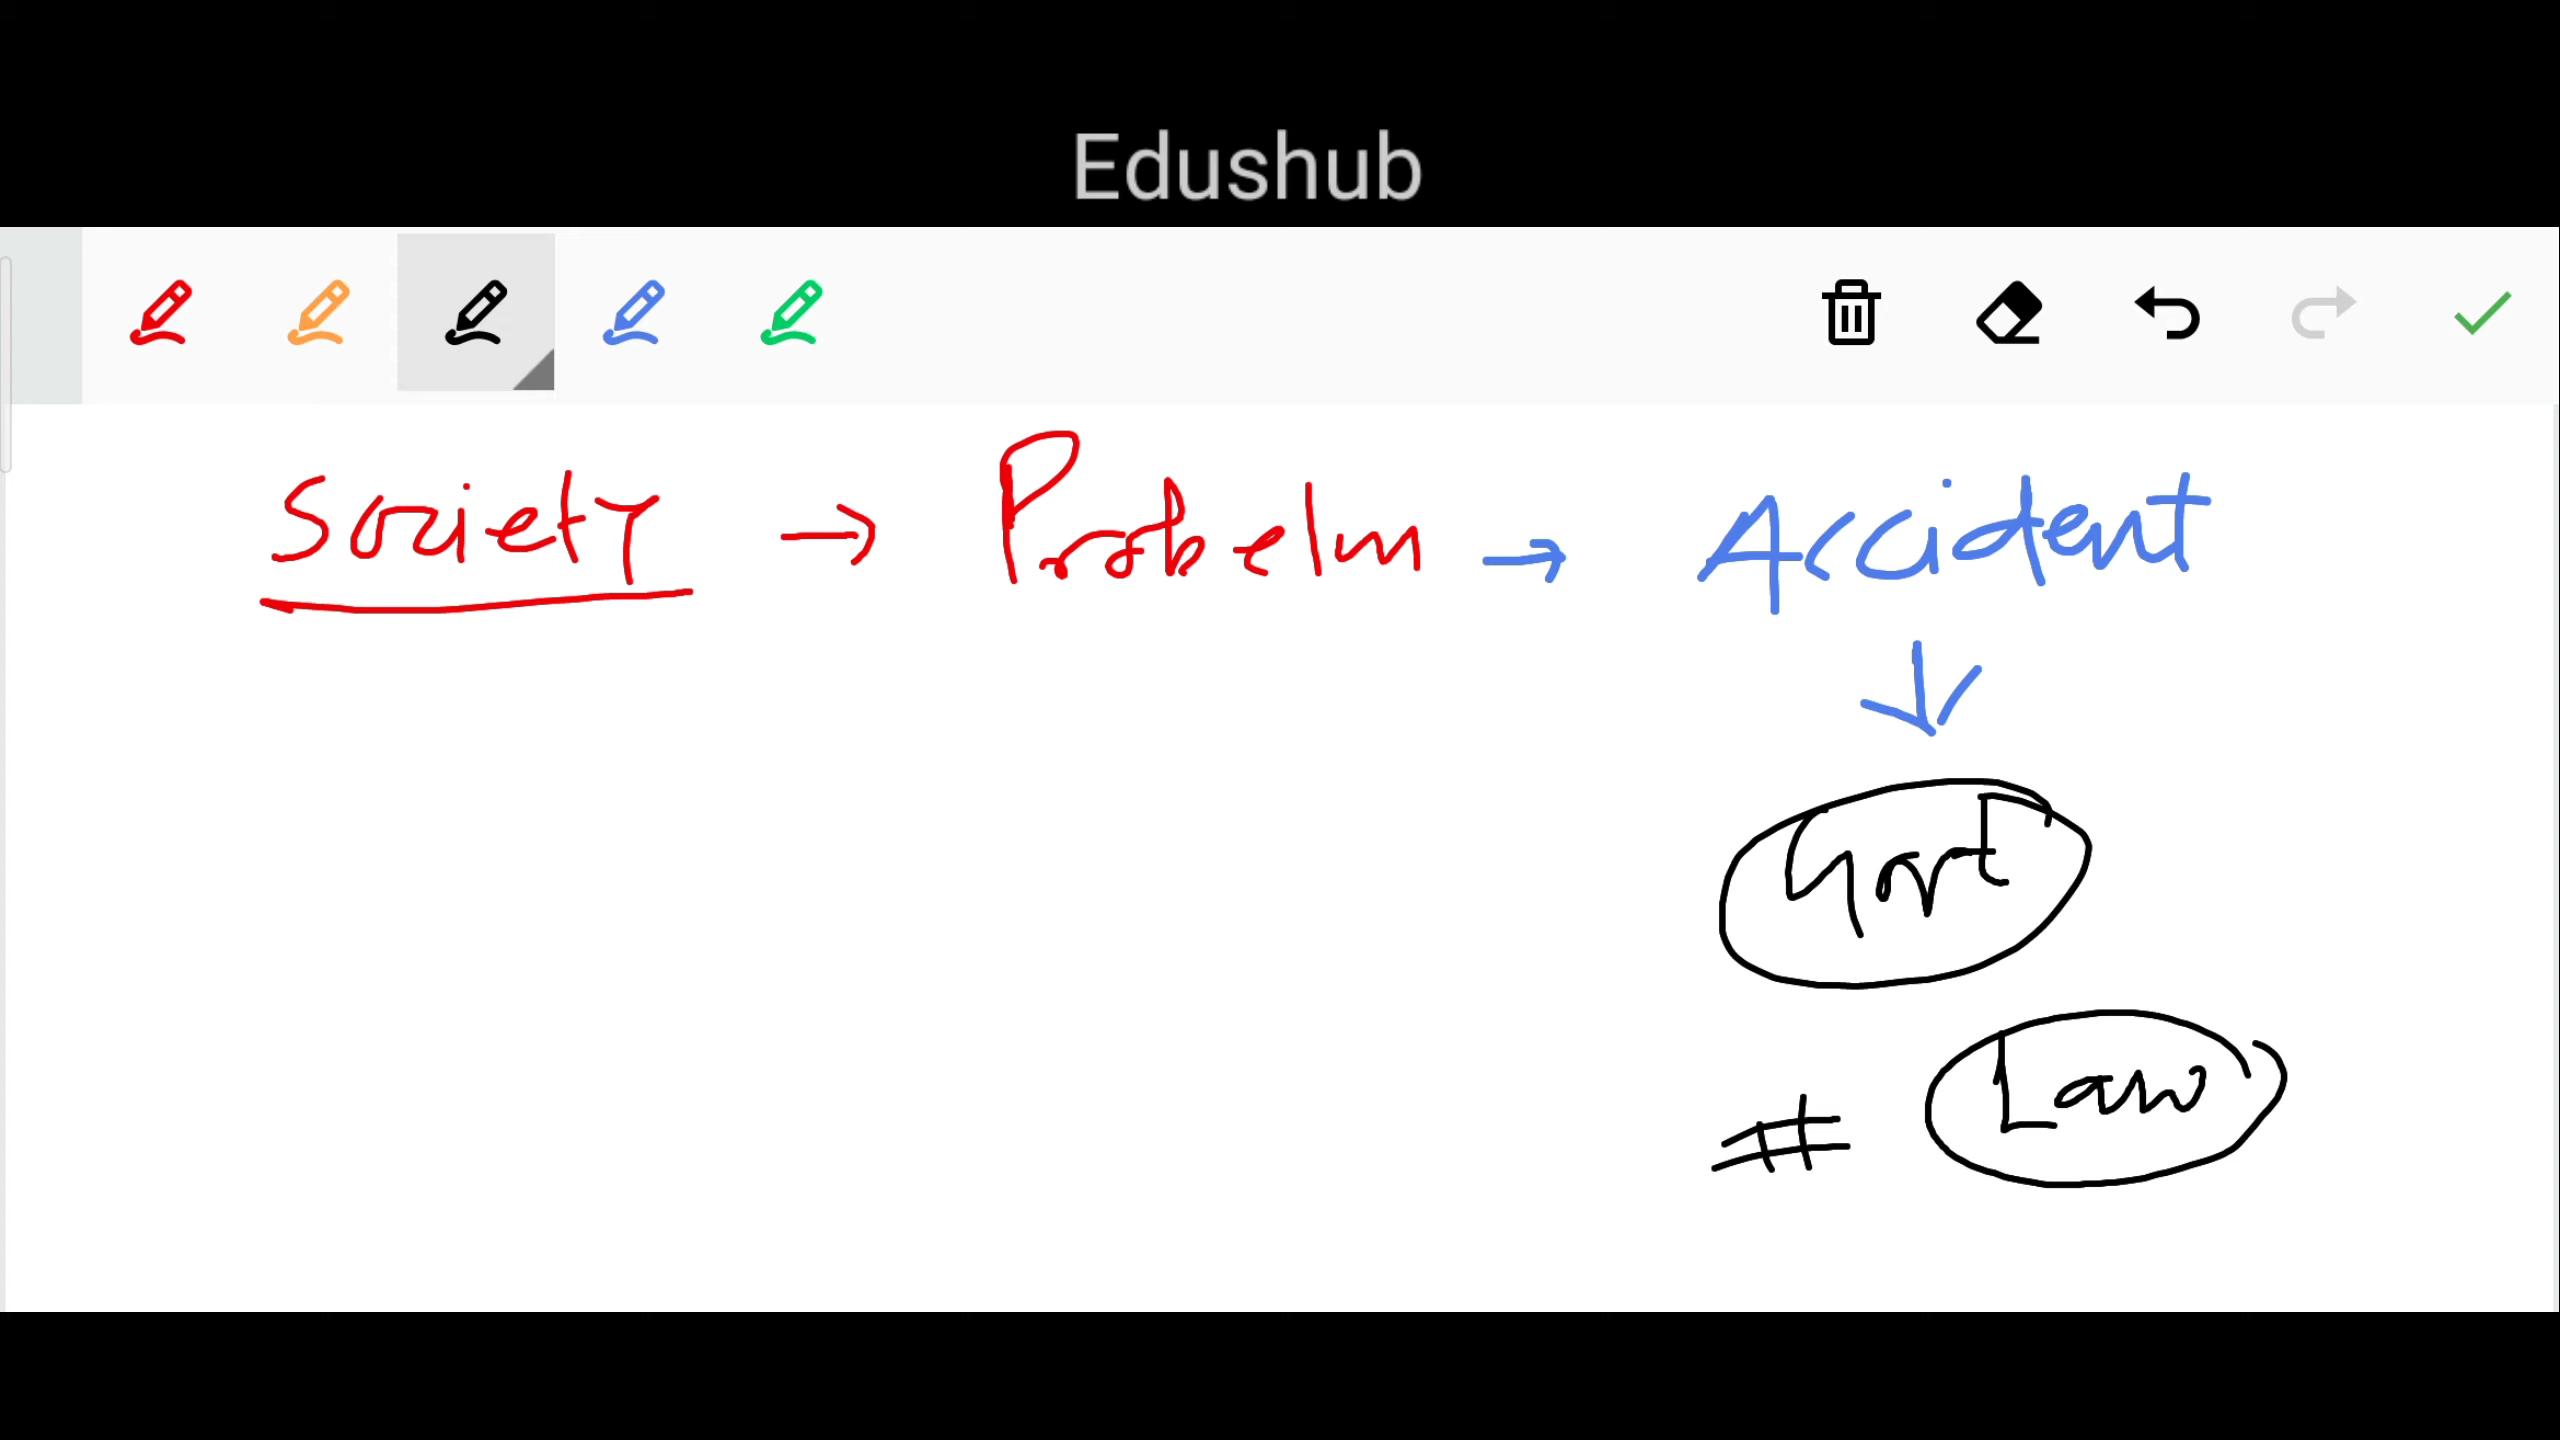 Edushub
Society → Probelm → Accident
↓
Govt
# Law